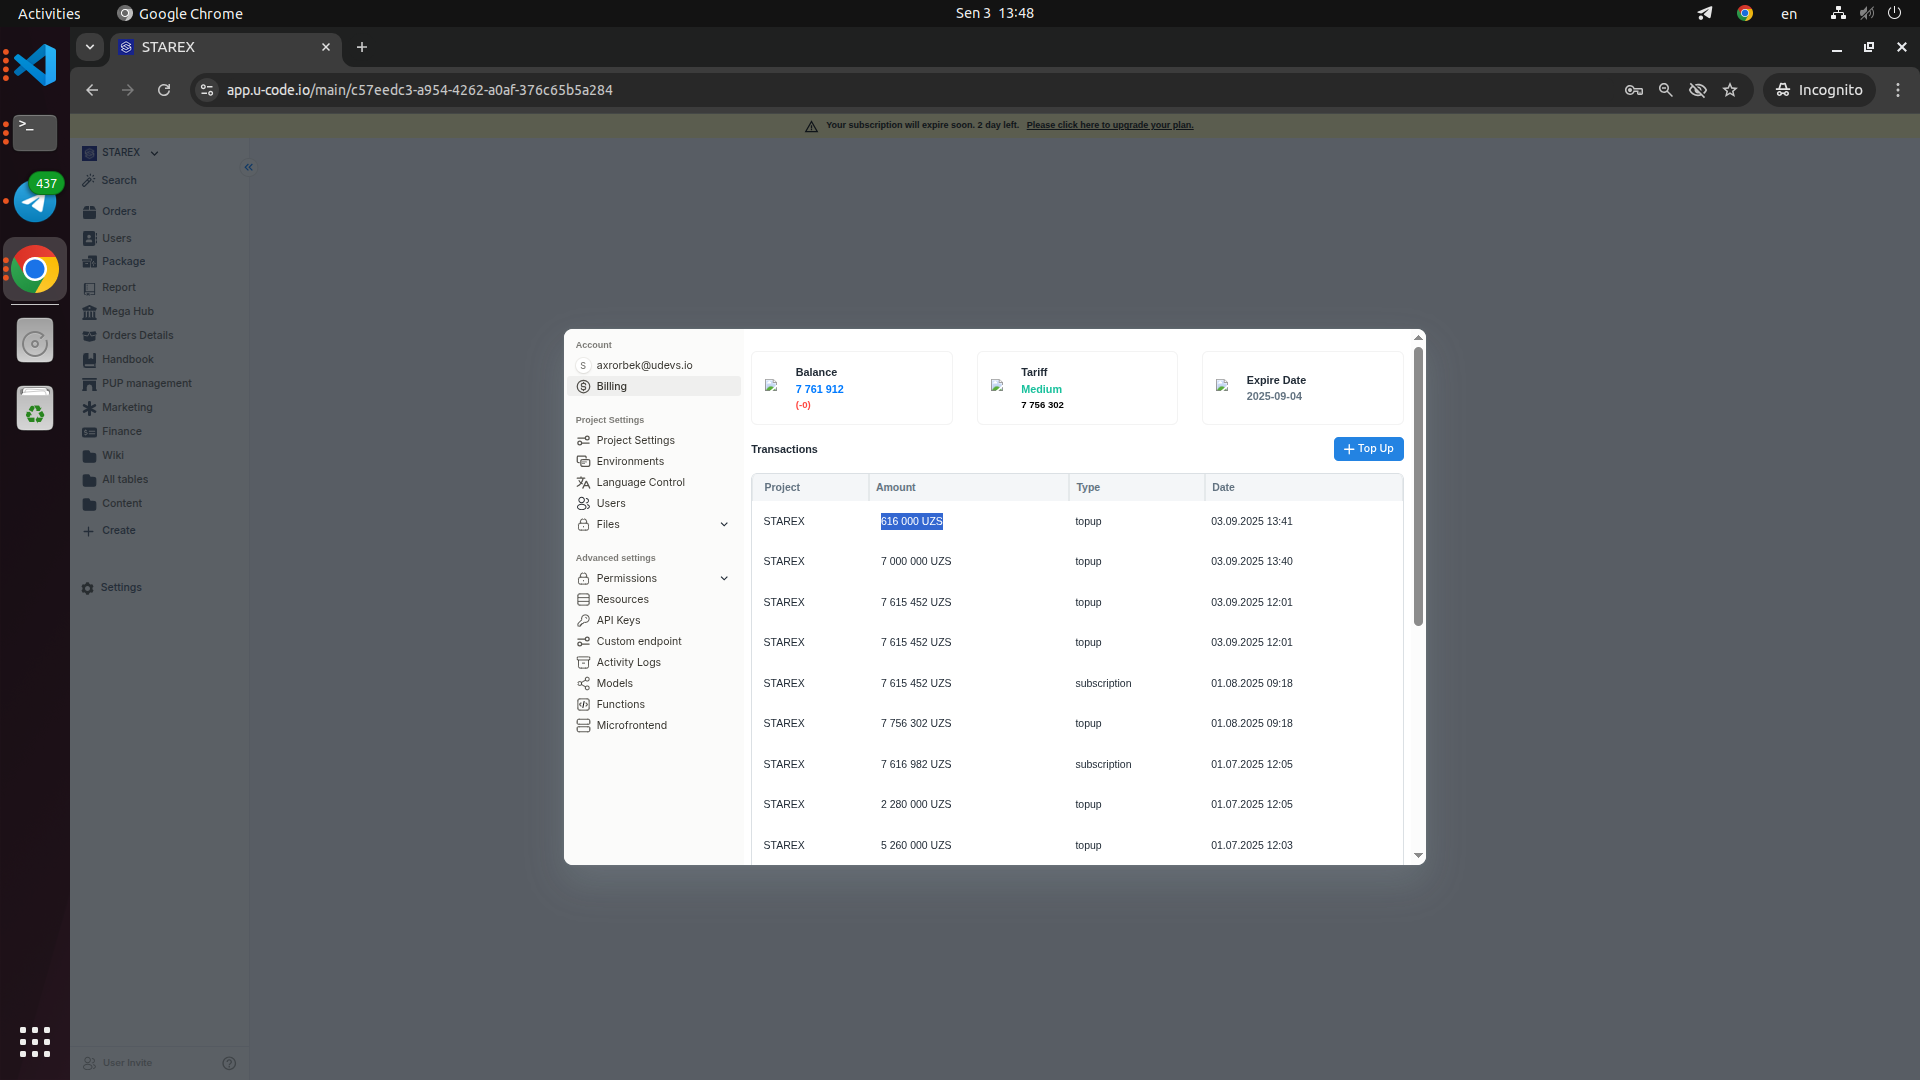 Activities
Google Chrome
Sen 3 13:48
en
STAREX
app.u-code.io/main/c57eedc3-a954-4262-a0af-376c65b5a284
Incognito
437
Your subscription will expire soon. 2 day left. Please click here to upgrade your plan.
STAREX
Search
Orders
Users
Package
Report
Mega Hub
Orders Details
Handbook
PUP management
Marketing
Finance
Wiki
All tables
Content
Create
Settings
User Invite
Account
S axrorbek@udevs.io
Billing
Project Settings
Project Settings
Environments
Language Control
Users
Files
Advanced settings
Permissions
Resources
API Keys
Custom endpoint
Activity Logs
Models
Functions
Microfrontend
Balance
7 761 912
(-0)
Tariff
Medium
7 756 302
Expire Date
2025-09-04
Transactions
Top Up
Project Amount Type Date
STAREX 616 000 UZS topup 03.09.2025 13:41
STAREX 7 000 000 UZS topup 03.09.2025 13:40
STAREX 7 615 452 UZS topup 03.09.2025 12:01
STAREX 7 615 452 UZS topup 03.09.2025 12:01
STAREX 7 615 452 UZS subscription 01.08.2025 09:18
STAREX 7 756 302 UZS topup 01.08.2025 09:18
STAREX 7 616 982 UZS subscription 01.07.2025 12:05
STAREX 2 280 000 UZS topup 01.07.2025 12:05
STAREX 5 260 000 UZS topup 01.07.2025 12:03